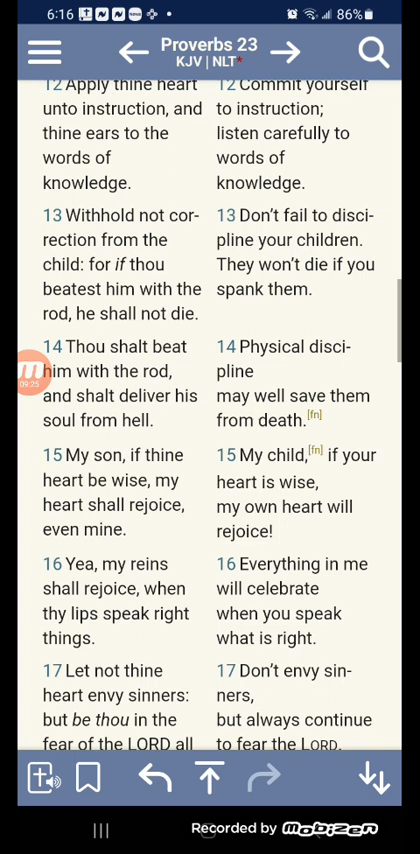 6:16
86%
Proverbs 23
KJV | NLT*
12 Apply thine heart
unto instruction, and
thine ears to the
words of
knowledge.
12 Commit yourself
to instruction;
listen carefully to
words of
knowledge.
13 Withhold not cor-
rection from the
child: for if thou
beatest him with the
rod, he shall not die.
13 Don't fail to disci-
pline your children.
They won't die if you
spank them.
14 Thou shalt beat
him with the rod,
and shalt deliver his
soul from hell.
14 Physical disci-
pline
may well save them
from death.[fn]
15 My son, if thine
heart be wise, my
heart shall rejoice,
even mine.
15 My child,[fn] if your
heart is wise,
my own heart will
rejoice!
16 Yea, my reins
shall rejoice, when
thy lips speak right
things.
16 Everything in me
will celebrate
when you speak
what is right.
17 Let not thine
heart envy sinners:
but be thou in the
fear of the LORD all
17 Don't envy sin-
ners,
but always continue
to fear the LORD.
09:25
Recorded by Mobizen